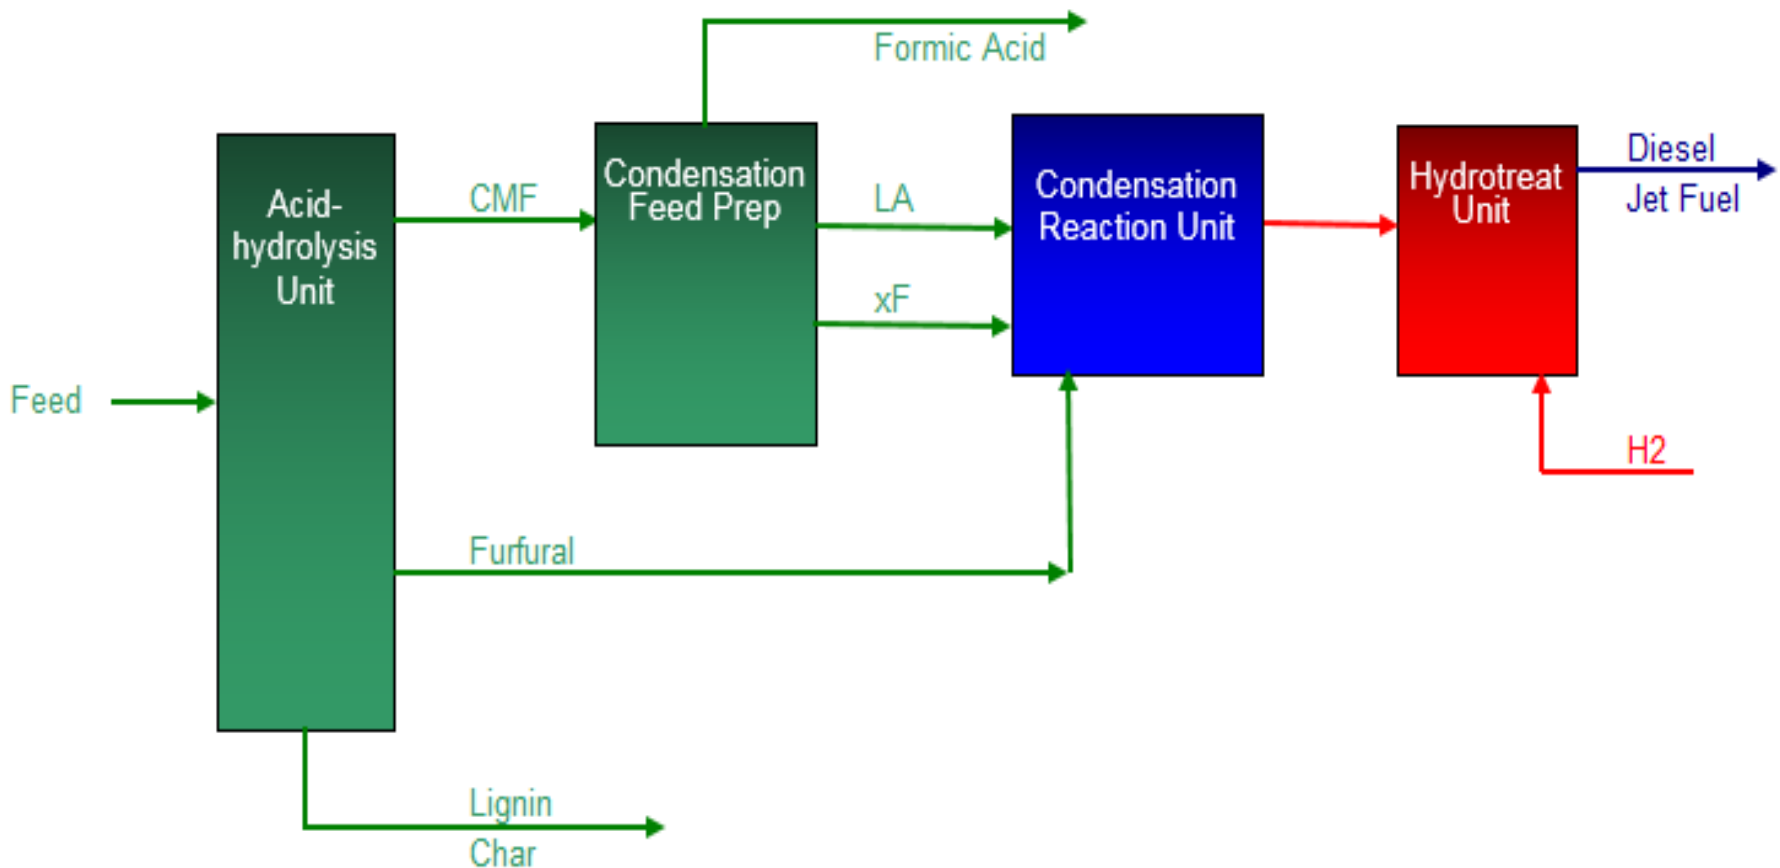 Formic Acid
Acid-
hydrolysis
Unit
CMF
Condensation
Feed Prep
LA
xF
Condensation
Reaction Unit
Hydrotreat
Unit
Diesel
Jet Fuel
Feed
H2
Furfural
Lignin
Char